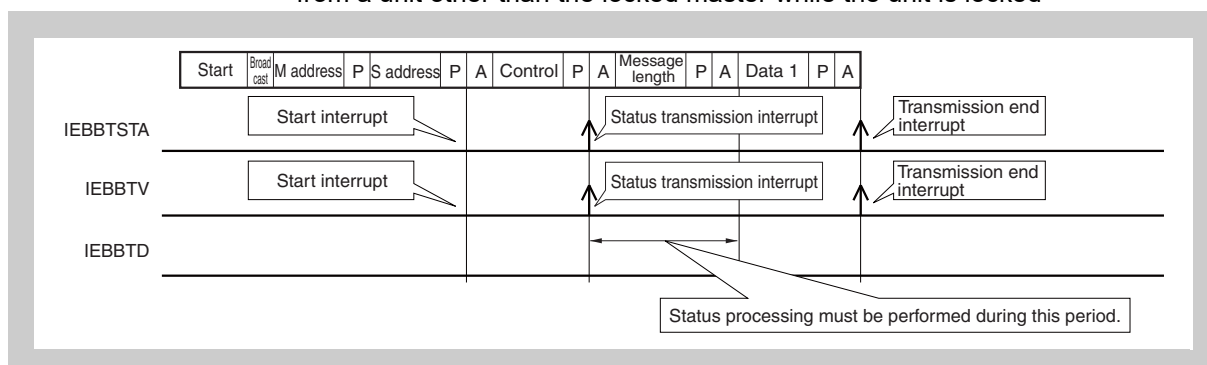 from a unit other than the locked master while the unit is locked
Start Broad cast M address P S address P A Control P A Message length P A Data 1 P A
IEBBTSTA Start interrupt Status transmission interrupt Transmission end interrupt
IEBBTV Start interrupt Status transmission interrupt Transmission end interrupt
IEBBTD
Status processing must be performed during this period.